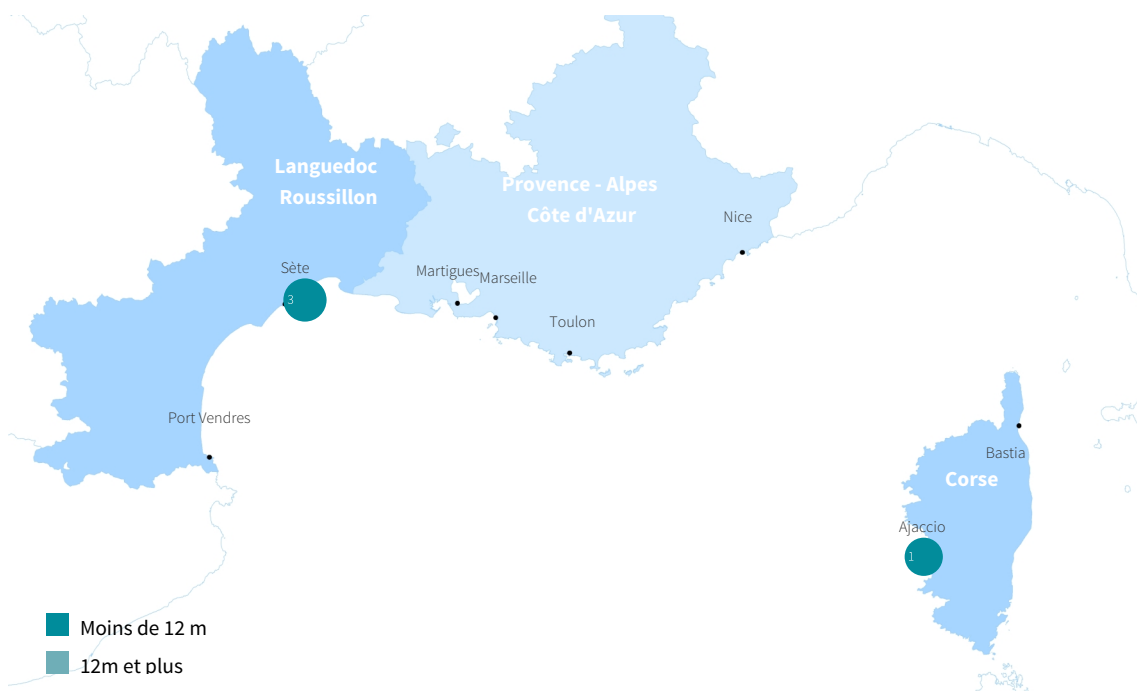 Languedoc
Roussillon
Provence - Alpes
Côte d'Azur
Nice
Sète
3
Martigues
Marseille
Toulon
Port Vendres
Bastia
Corse
Ajaccio
1
Moins de 12 m
12m et plus